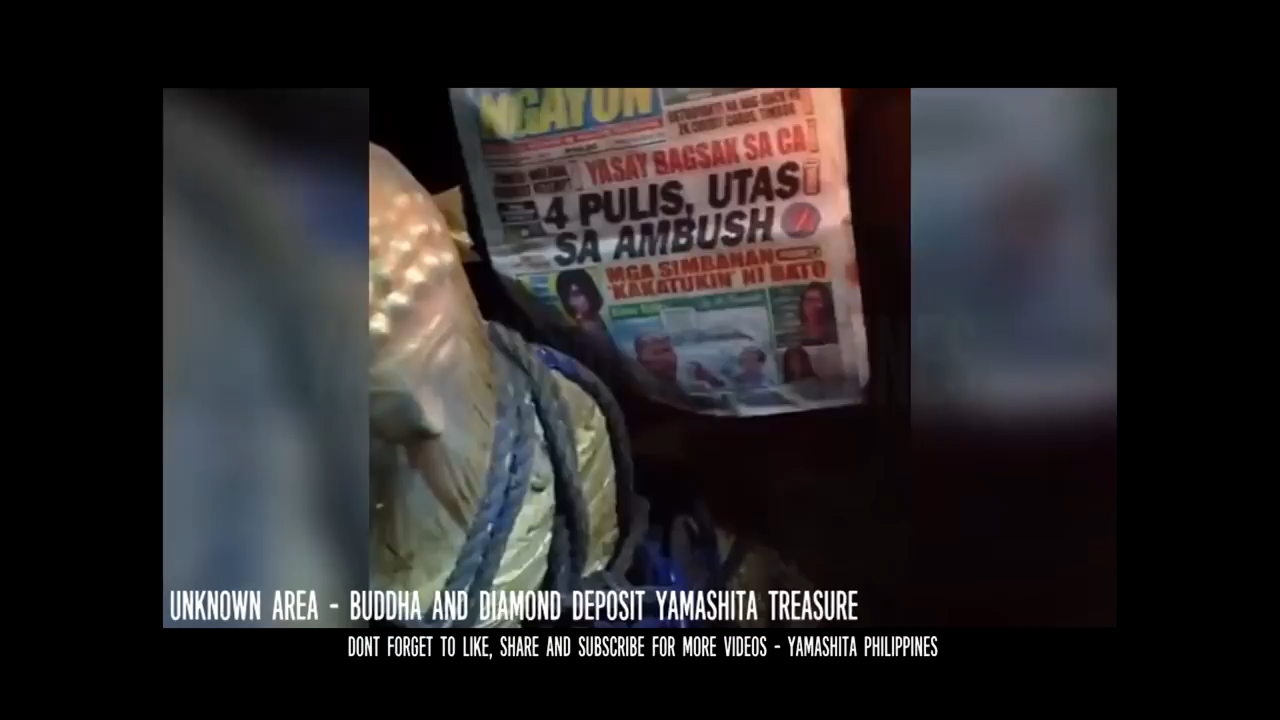 NGAYON
YASAY BAGSAK SA CA
4 PULIS, UTAS
SA AMBUSH
MGA SIMBAHAN
'KAKATUKIN' NI BATO
UNKNOWN AREA - BUDDHA AND DIAMOND DEPOSIT YAMASHITA TREASURE
DONT FORGET TO LIKE, SHARE AND SUBSCRIBE FOR MORE VIDEOS - YAMASHITA PHILIPPINES